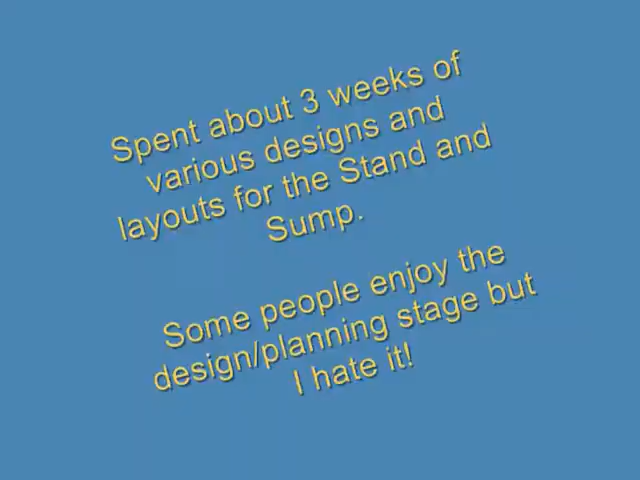 Spent about 3 weeks of
various designs and
layouts for the Stand and
Sump.
Some people enjoy the
design/planning stage but
I hate it!